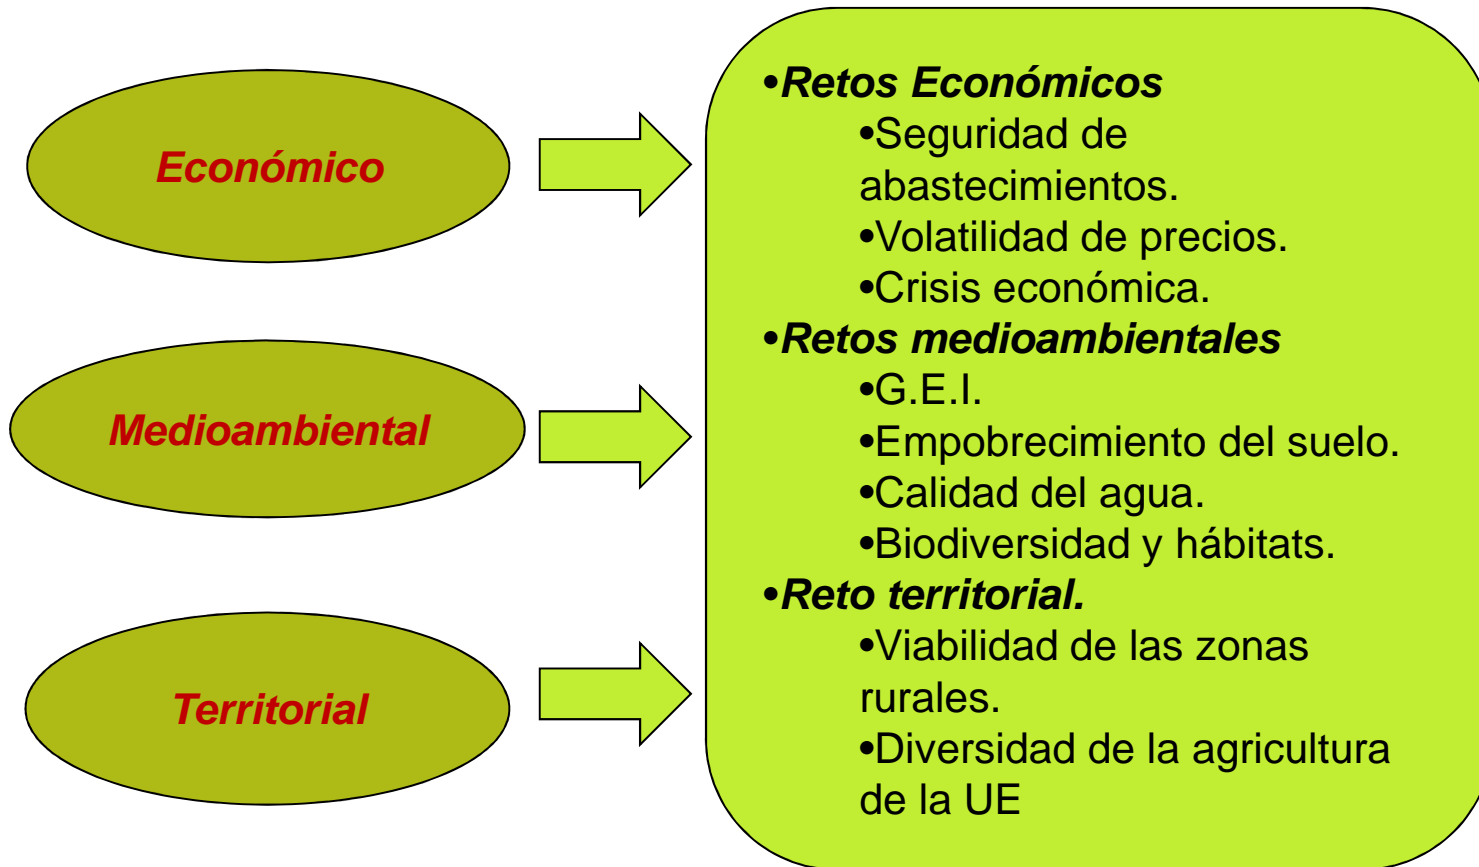 Económico
Medioambiental
Territorial
•Retos Económicos
•Seguridad de
abastecimientos.
•Volatilidad de precios.
•Crisis económica.
•Retos medioambientales
•G.E.I.
•Empobrecimiento del suelo.
•Calidad del agua.
•Biodiversidad y hábitats.
•Reto territorial.
•Viabilidad de las zonas
rurales.
•Diversidad de la agricultura
de la UE